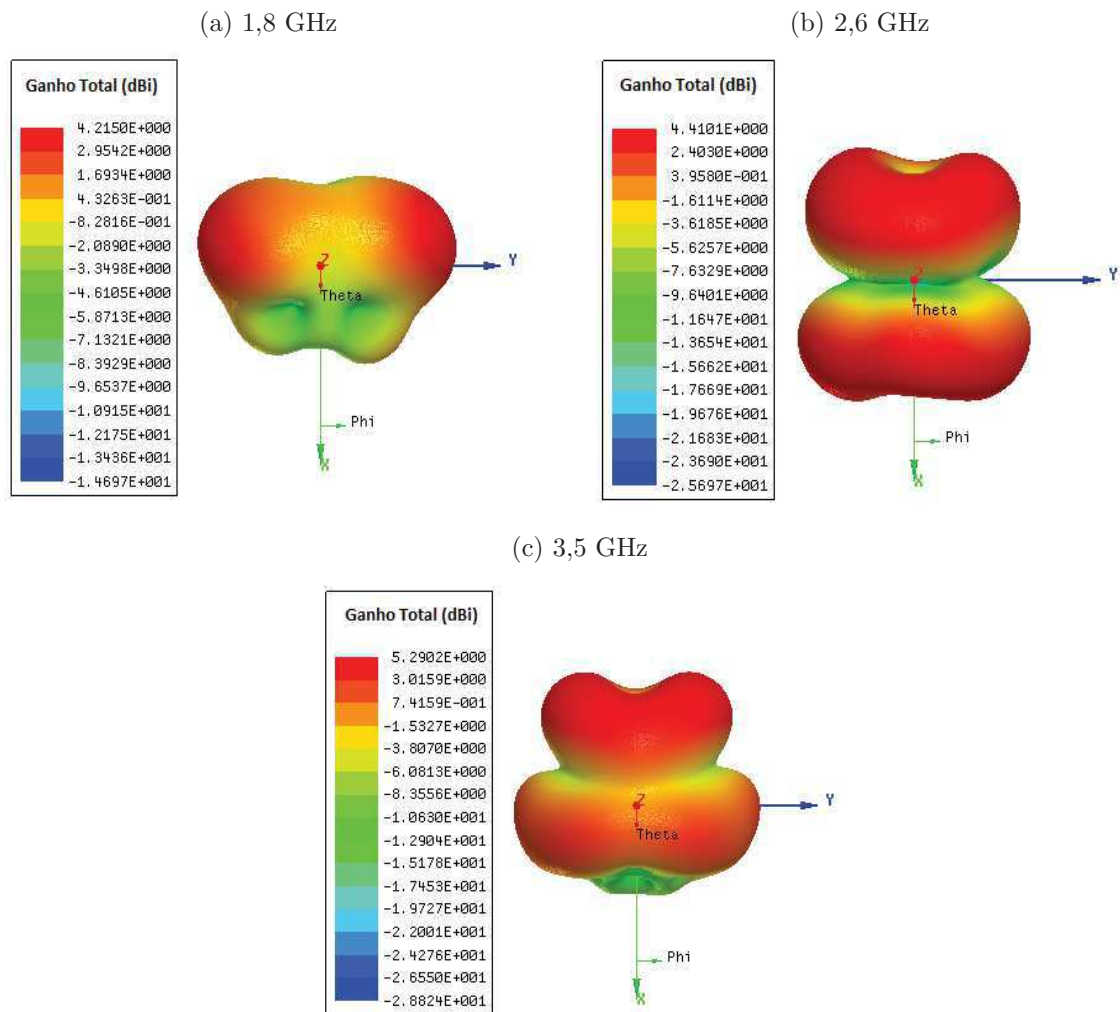 (a) 1,8 GHz
Ganho Total (dBi)
4.2150E+000
2.9542E+000
1.6934E+000
4.3263E-001
-8.2816E-001
-2.0890E+000
-3.3498E+000
-4.6105E+000
-5.8713E+000
-7.1321E+000
-8.3929E+000
-9.6537E+000
-1.0915E+001
-1.2175E+001
-1.3436E+001
-1.4697E+001
Z
Y
Theta
Phi
X
(b) 2,6 GHz
Ganho Total (dBi)
4.4101E+000
2.4030E+000
3.9580E-001
-1.6114E+000
-3.6185E+000
-5.6257E+000
-7.6329E+000
-9.6401E+000
-1.1647E+001
-1.3654E+001
-1.5662E+001
-1.7669E+001
-1.9676E+001
-2.1683E+001
-2.3690E+001
-2.5697E+001
Z
Y
Theta
Phi
X
(c) 3,5 GHz
Ganho Total (dBi)
5.2902E+000
3.0159E+000
7.4159E-001
-1.5327E+000
-3.8070E+000
-6.0813E+000
-8.3556E+000
-1.0630E+001
-1.2904E+001
-1.5178E+001
-1.7453E+001
-1.9727E+001
-2.2001E+001
-2.4276E+001
-2.6550E+001
-2.8824E+001
Z
Y
Theta
Phi
X